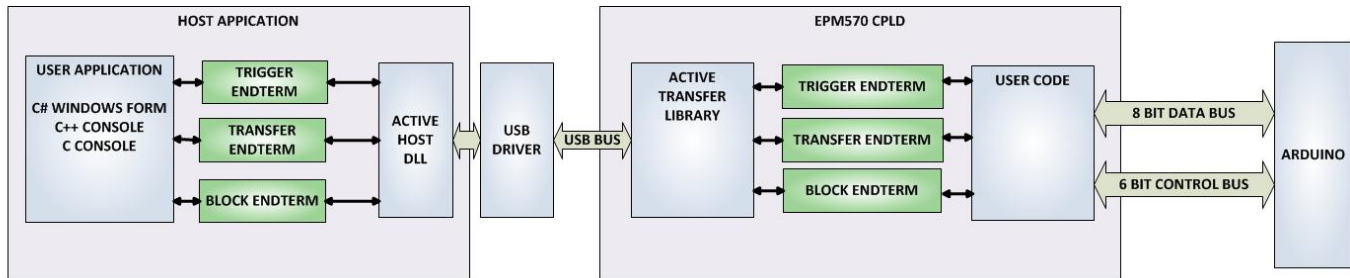 HOST APPICATION
USER APPLICATION
C# WINDOWS FORM
C++ CONSOLE
C CONSOLE
TRIGGER
ENDTERM
TRANSFER
ENDTERM
BLOCK ENDTERM
ACTIVE
HOST
DLL
USB
DRIVER
USB BUS
EPM570 CPLD
ACTIVE
TRANSFER
LIBRARY
TRIGGER ENDTERM
TRANSFER ENDTERM
BLOCK ENDTERM
USER CODE
8 BIT DATA BUS
6 BIT CONTROL BUS
ARDUINO